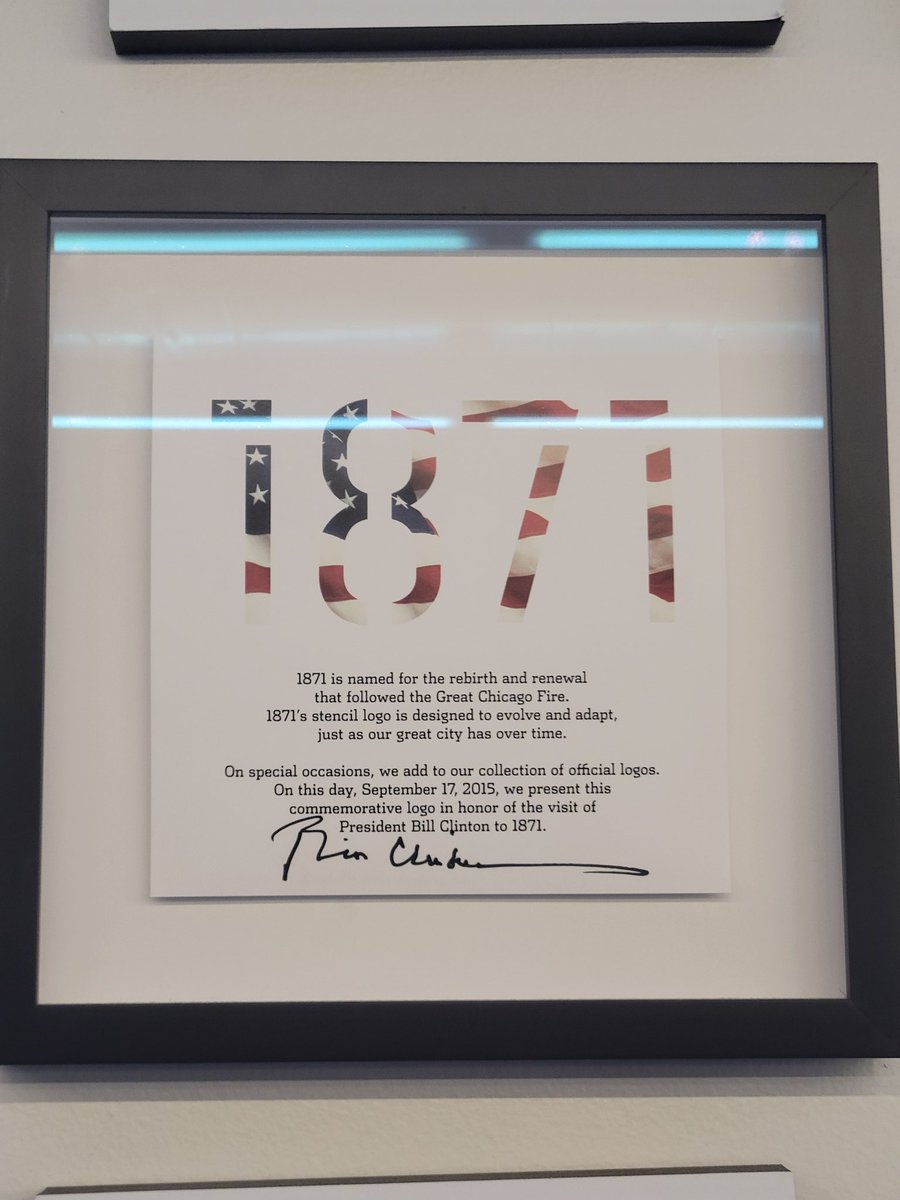 1871
1871 is named for the rebirth and renewal
that followed the Great Chicago Fire.
1871's stencil logo is designed to evolve and adapt,
just as our great city has over time.
On special occasions, we add to our collection of official logos.
On this day, September 17, 2015, we present this
commemorative logo in honor of the visit of
President Bill Clinton to 1871.
Bill Clinton